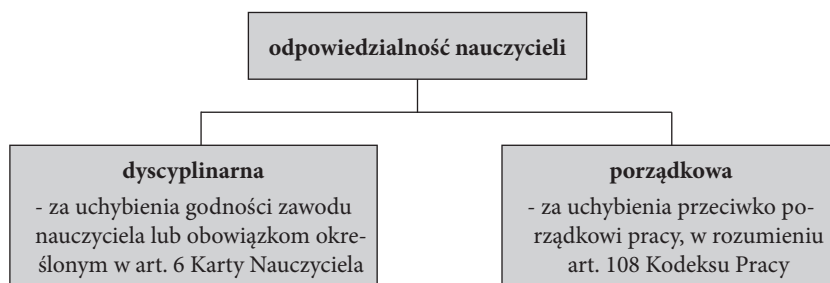 odpowiedzialność nauczycieli
dyscyplinarna
- za uchybienia godności zawodu
nauczyciela lub obowiązkom okre-
ślonym w art. 6 Karty Nauczyciela
porządkowa
- za uchybienia przeciwko po-
rządkowi pracy, w rozumieniu
art. 108 Kodeksu Pracy